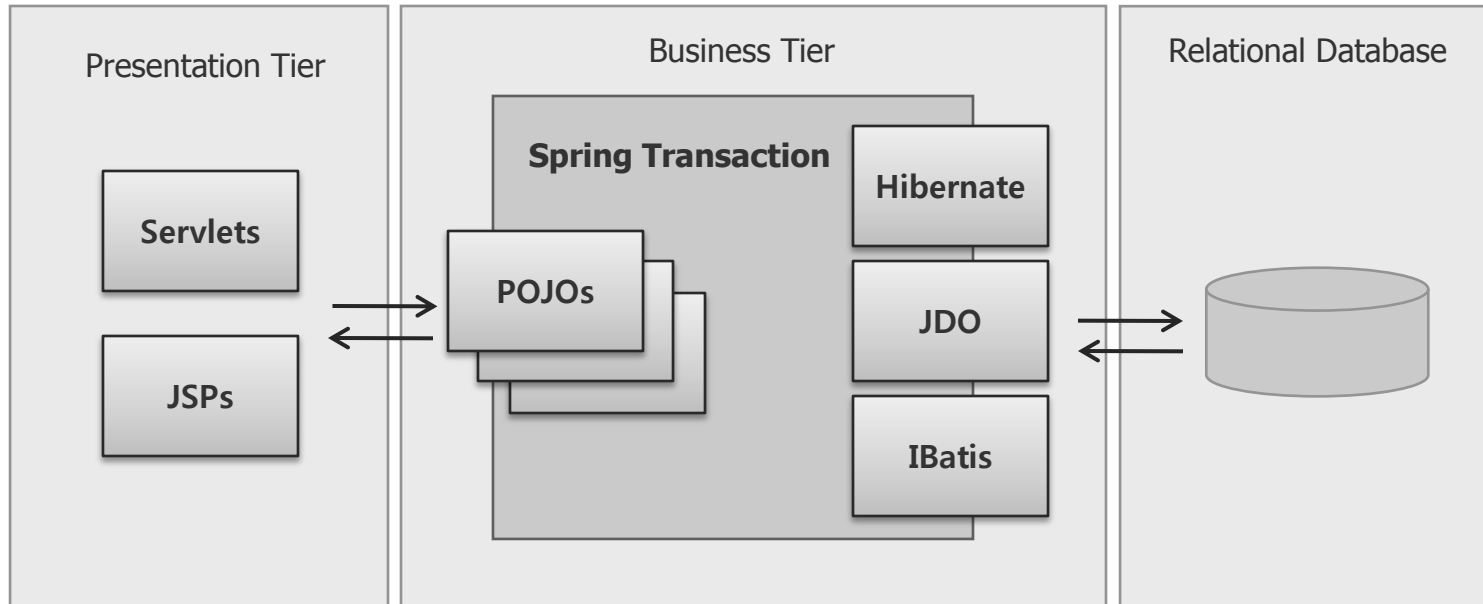 Presentation Tier
Servlets
JSPs
Business Tier
Spring Transaction
POJOs
Hibernate
JDO
IBatis
Relational Database